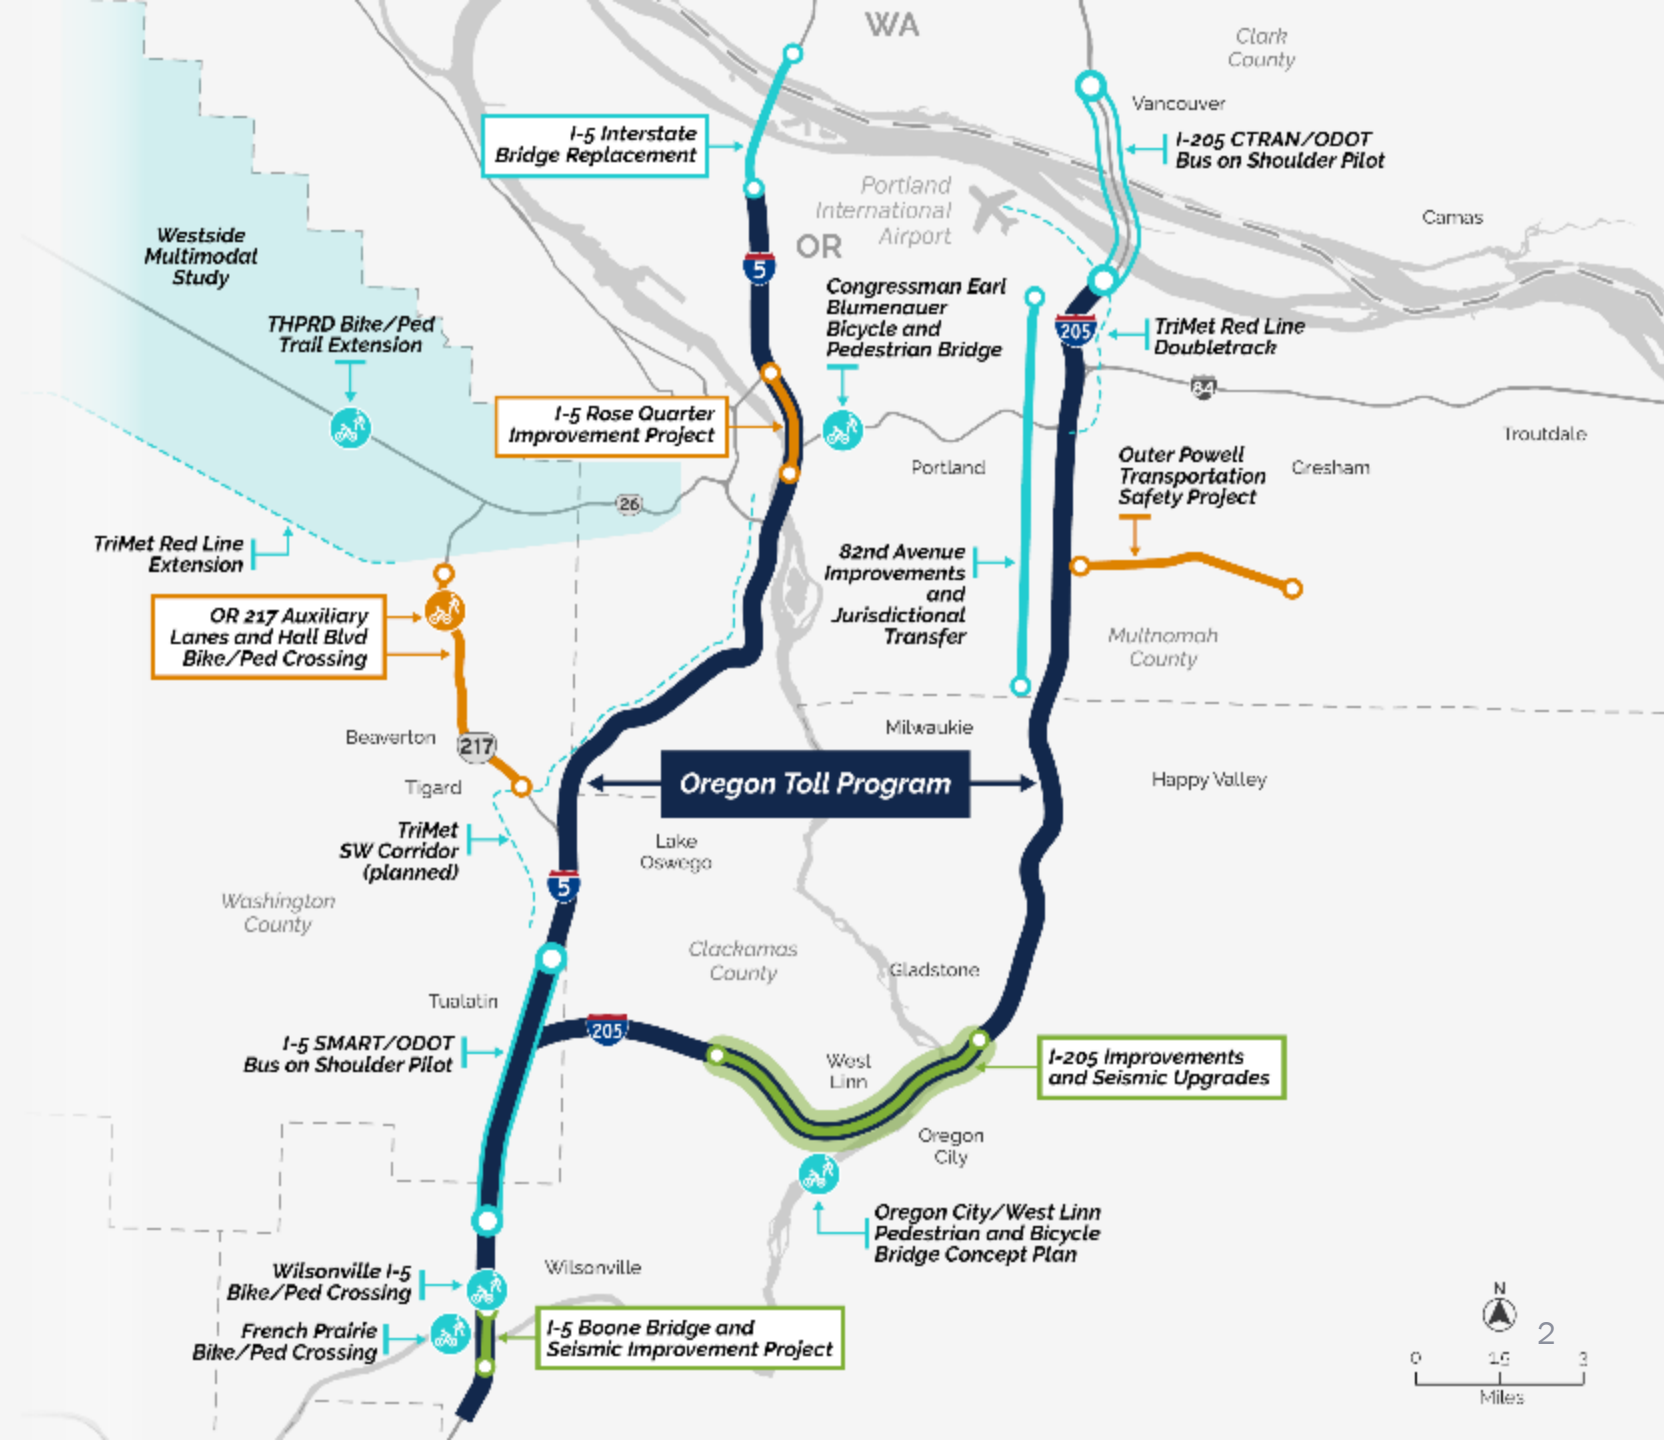 WA
Clark
County
Vancouver
I-5 Interstate
Bridge Replacement
I-205 CTRAN/ODOT
Bus on Shoulder Pilot
Portland
International
Airport
OR
Camas
Westside
Multimodal
Study
5
Congressman Earl
Blumenauer
Bicycle and
Pedestrian Bridge
THPRD Bike/Ped
Trail Extension
205
TriMet Red Line
Doubletrack
84
I-5 Rose Quarter
Improvement Project
Troutdale
Portland
Outer Powell
Transportation
Safety Project
Gresham
26
TriMet Red Line
Extension
82nd Avenue
Improvements
and
Jurisdictional
Transfer
OR 217 Auxiliary
Lanes and Hall Blvd
Bike/Ped Crossing
Multnomah
County
Beaverton
217
Milwaukie
Tigard
Oregon Toll Program
Happy Valley
TriMet
SW Corridor
(planned)
Lake
Oswego
5
Washington
County
Clackamas
County
Gladstone
Tualatin
205
I-5 SMART/ODOT
Bus on Shoulder Pilot
West
Linn
I-205 Improvements
and Seismic Upgrades
Oregon
City
Oregon City/West Linn
Pedestrian and Bicycle
Bridge Concept Plan
Wilsonville I-5
Bike/Ped Crossing
Wilsonville
French Prairie
Bike/Ped Crossing
I-5 Boone Bridge and
Seismic Improvement Project
N
2
0 1.5 3
Miles